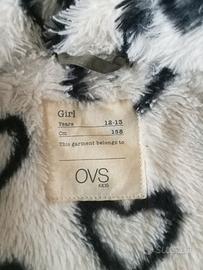 Girl
Years 12-13
Cm 158
This garment belongs to
OVS
KIDS